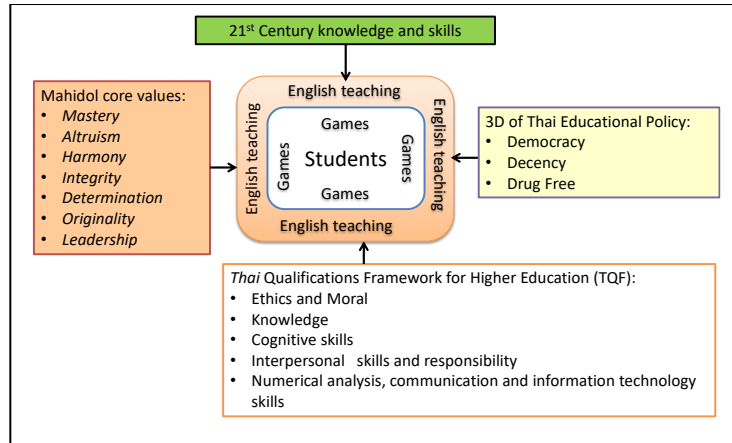 21st Century knowledge and skills
Mahidol core values:
• Mastery
• Altruism
• Harmony
• Integrity
• Determination
• Originality
• Leadership
English teaching
English teaching
Games
Games
Students
Games
Games
English teaching
English teaching
3D of Thai Educational Policy:
• Democracy
• Decency
• Drug Free
Thai Qualifications Framework for Higher Education (TQF):
• Ethics and Moral
• Knowledge
• Cognitive skills
• Interpersonal skills and responsibility
• Numerical analysis, communication and information technology
skills